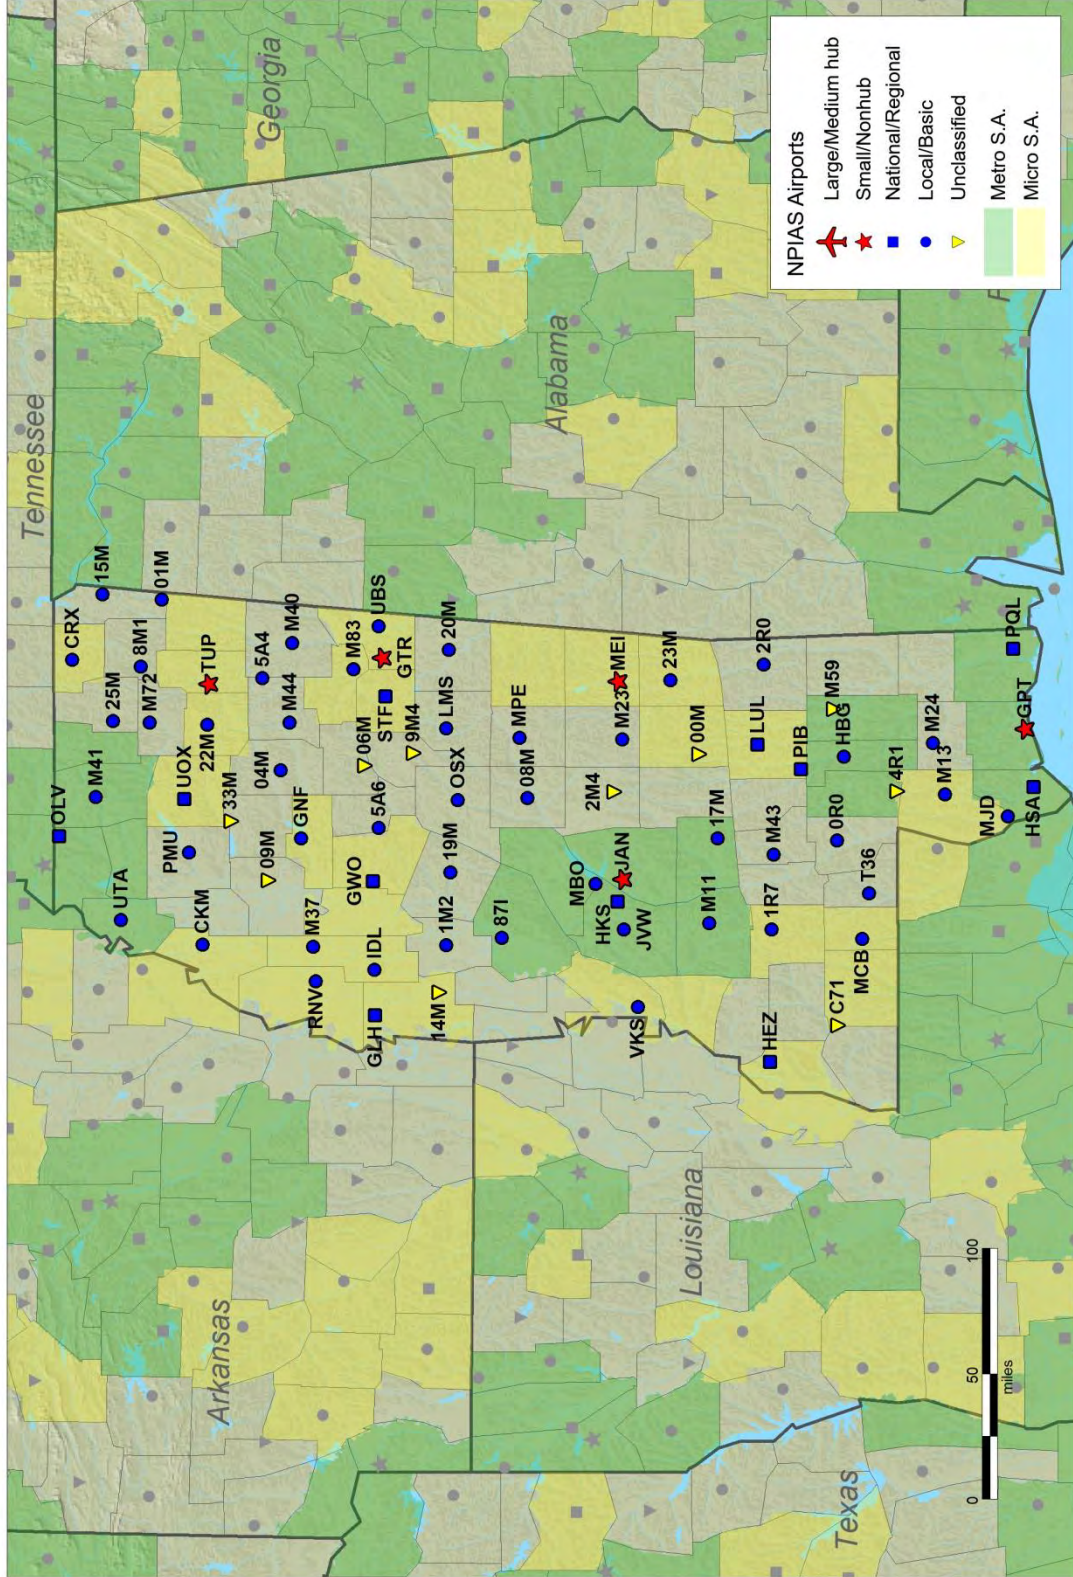 Tennessee
Georgia
Alabama
Arkansas
Louisiana
Texas
OLV
CRX
15M
M41
25M
UTA
8M1
01M
M72
UOX
PMU
TUP
22M
CKM
33M
5A4
09M
04M
M44
M40
GNF
M37
RNV
M83
06M
UBS
GTR
STF
GWO
5A6
IDL
GLH
9M4
14M
1M2
19M
OSX
LMS
20M
87I
08M
MPE
MBO
HKS
JAN
JVW
2M4
M23
MEI
VKS
23M
00M
M11
17M
LUL
2R0
HEZ
1R7
M43
PIB
M59
C71
0R0
HBG
MCB
T36
4R1
M24
M13
MJD
PQL
GPT
HSA
NPIAS Airports
Large/Medium hub
Small/Nonhub
National/Regional
Local/Basic
Unclassified
Metro S.A.
Micro S.A.
0 50 100
miles